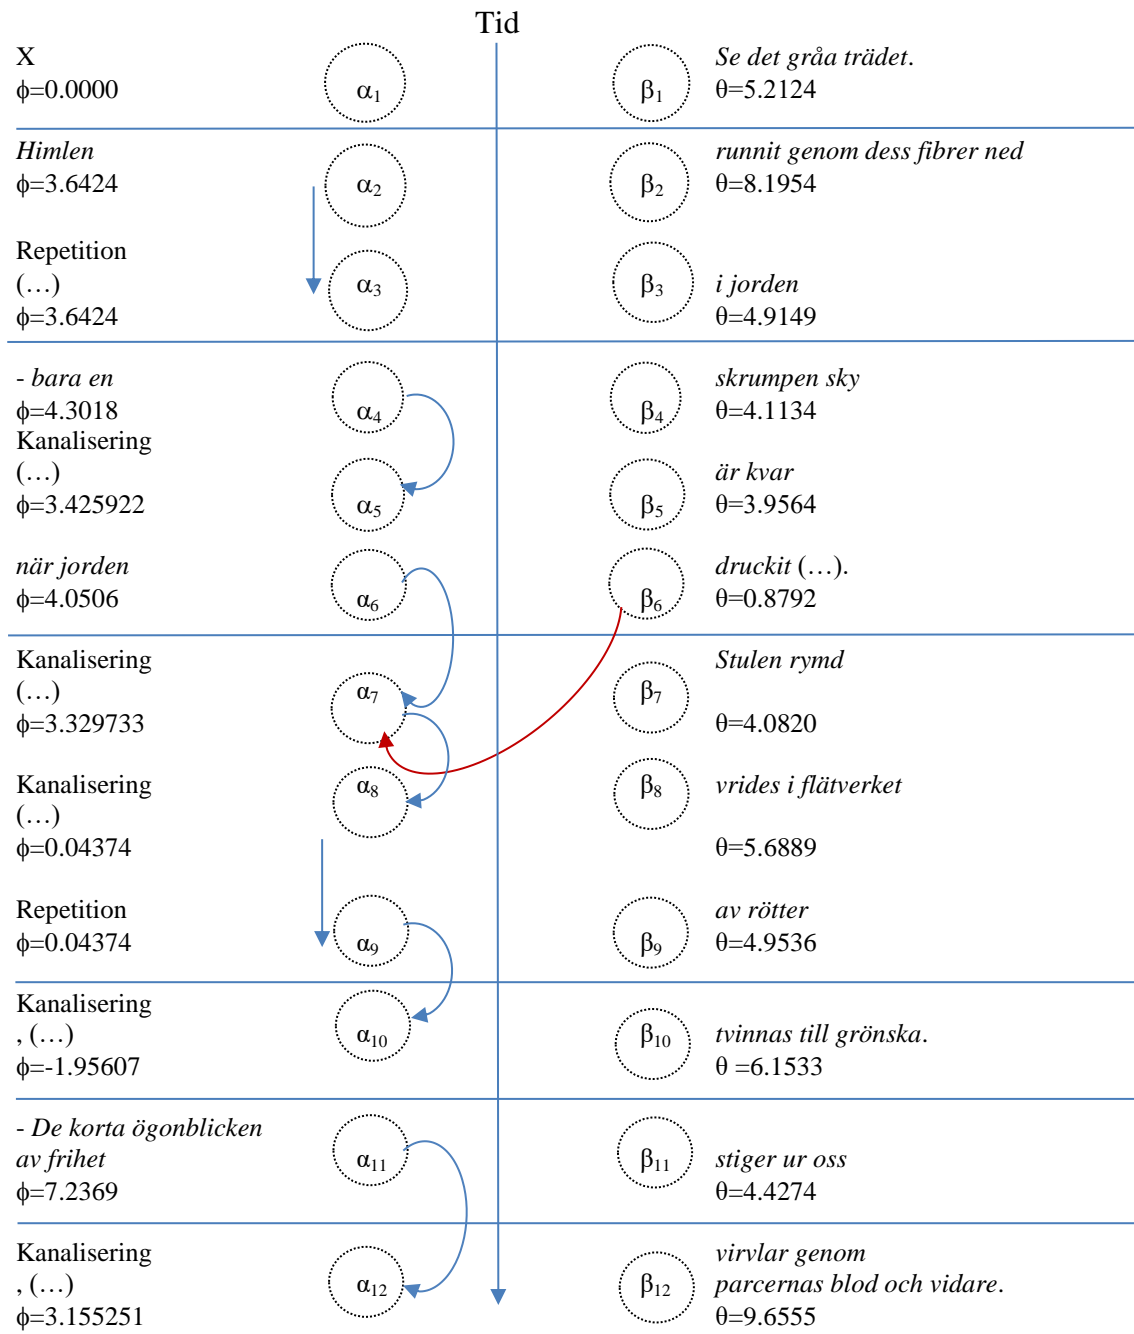 Tid
X
ϕ=0.0000
α1
β1
Se det gråa trädet.
θ=5.2124
Himlen
ϕ=3.6424
α2
β2
runnit genom dess fibrer ned
θ=8.1954
Repetition
(…)
ϕ=3.6424
α3
β3
i jorden
θ=4.9149
- bara en
ϕ=4.3018
α4
β4
skrumpen sky
θ=4.1134
Kanalisering
(…)
ϕ=3.425922
α5
β5
är kvar
θ=3.9564
när jorden
ϕ=4.0506
α6
β6
druckit (…).
θ=0.8792
Kanalisering
(…)
ϕ=3.329733
α7
β7
Stulen rymd
θ=4.0820
Kanalisering
(…)
ϕ=0.04374
α8
β8
vrides i flätverket
θ=5.6889
Repetition
ϕ=0.04374
α9
β9
av rötter
θ=4.9536
Kanalisering
, (…)
ϕ=-1.95607
α10
β10
tvinnas till grönska.
θ =6.1533
- De korta ögonblicken
av frihet
ϕ=7.2369
α11
β11
stiger ur oss
θ=4.4274
Kanalisering
, (…)
ϕ=3.155251
α12
β12
virvlar genom
parcernas blod och vidare.
θ=9.6555